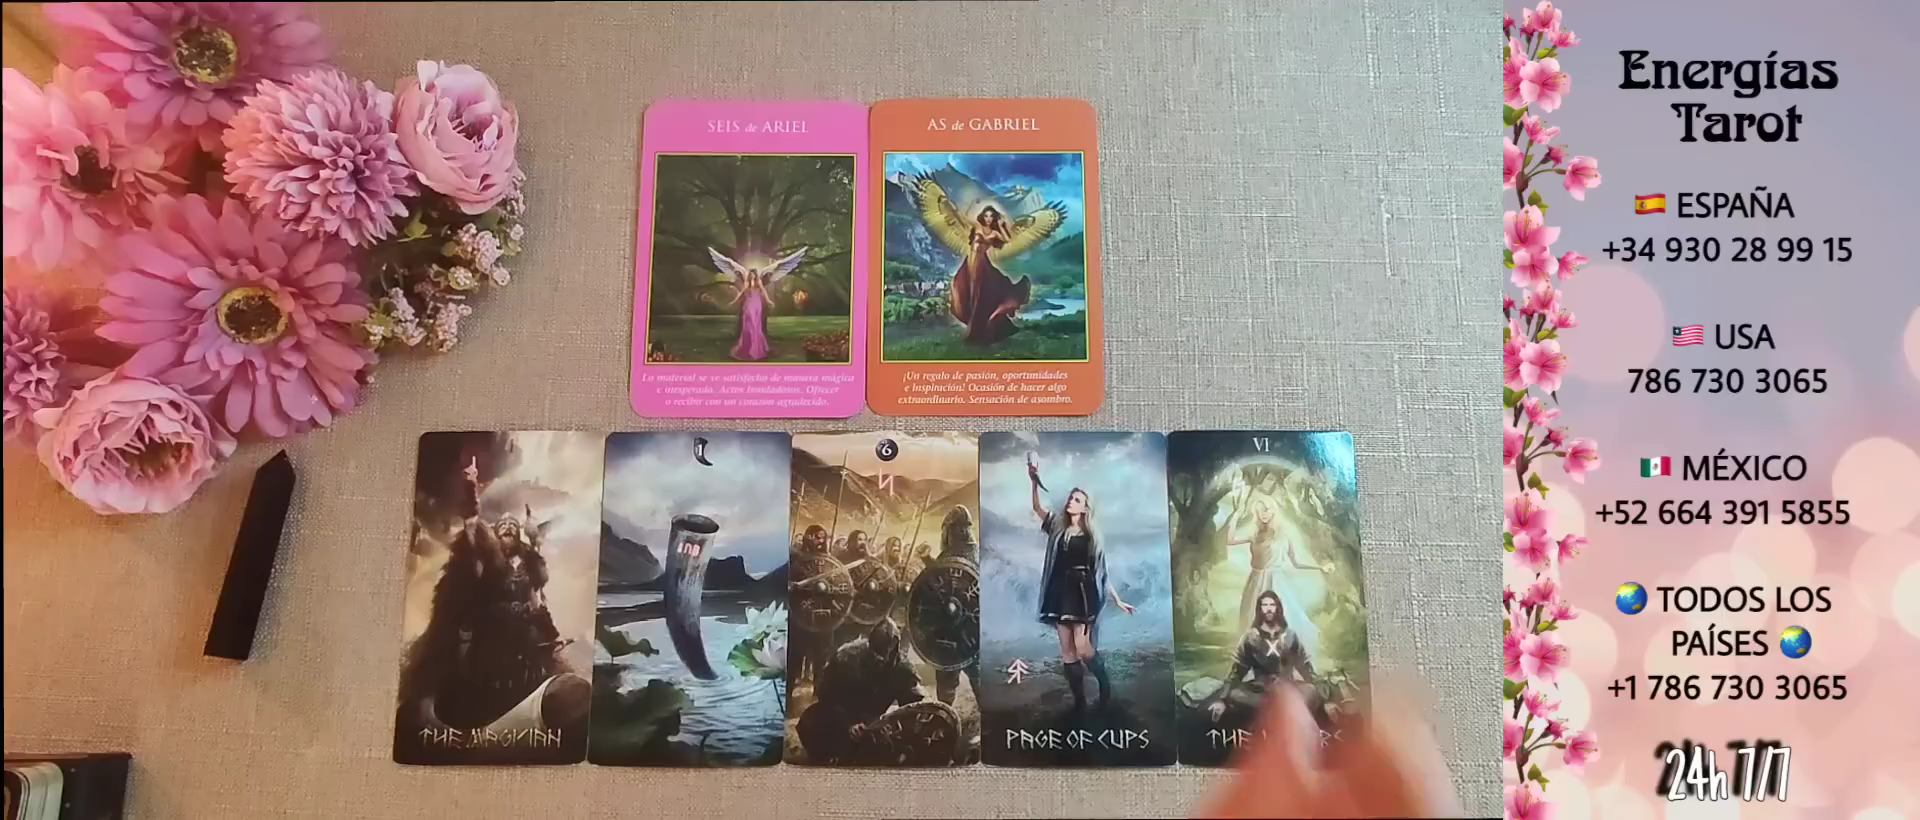 SEIS de ARIEL
Lo material se ve satisfecho de manera mágica
e inesperada. Actos bondadosos. Ofrecer
o recibir con un corazón agradecido.
AS de GABRIEL
¡Un regalo de pasión, oportunidades
e inspiración! Ocasión de hacer algo
extraordinario. Sensación de asombro.
I
THE MAGICIAN
1
6
PAGE OF CUPS
VI
THE
Energías
Tarot
ESPAÑA
+34 930 28 99 15
USA
786 730 3065
MÉXICO
+52 664 391 5855
TODOS LOS
PAÍSES
+1 786 730 3065
24h 7/7